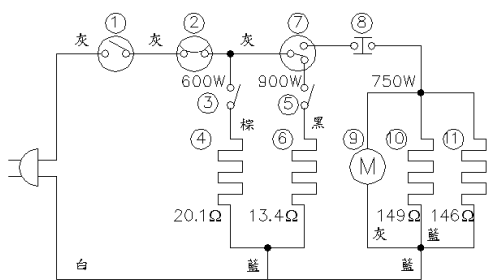 ① ② ⑦ ⑧
灰 灰 灰
600W 900W 750W
③ ⑤
棕 黑
④ ⑥ ⑨ ⑩ ⑪
M
20.1Ω 13.4Ω 149Ω 146Ω
灰 藍
白 藍 藍